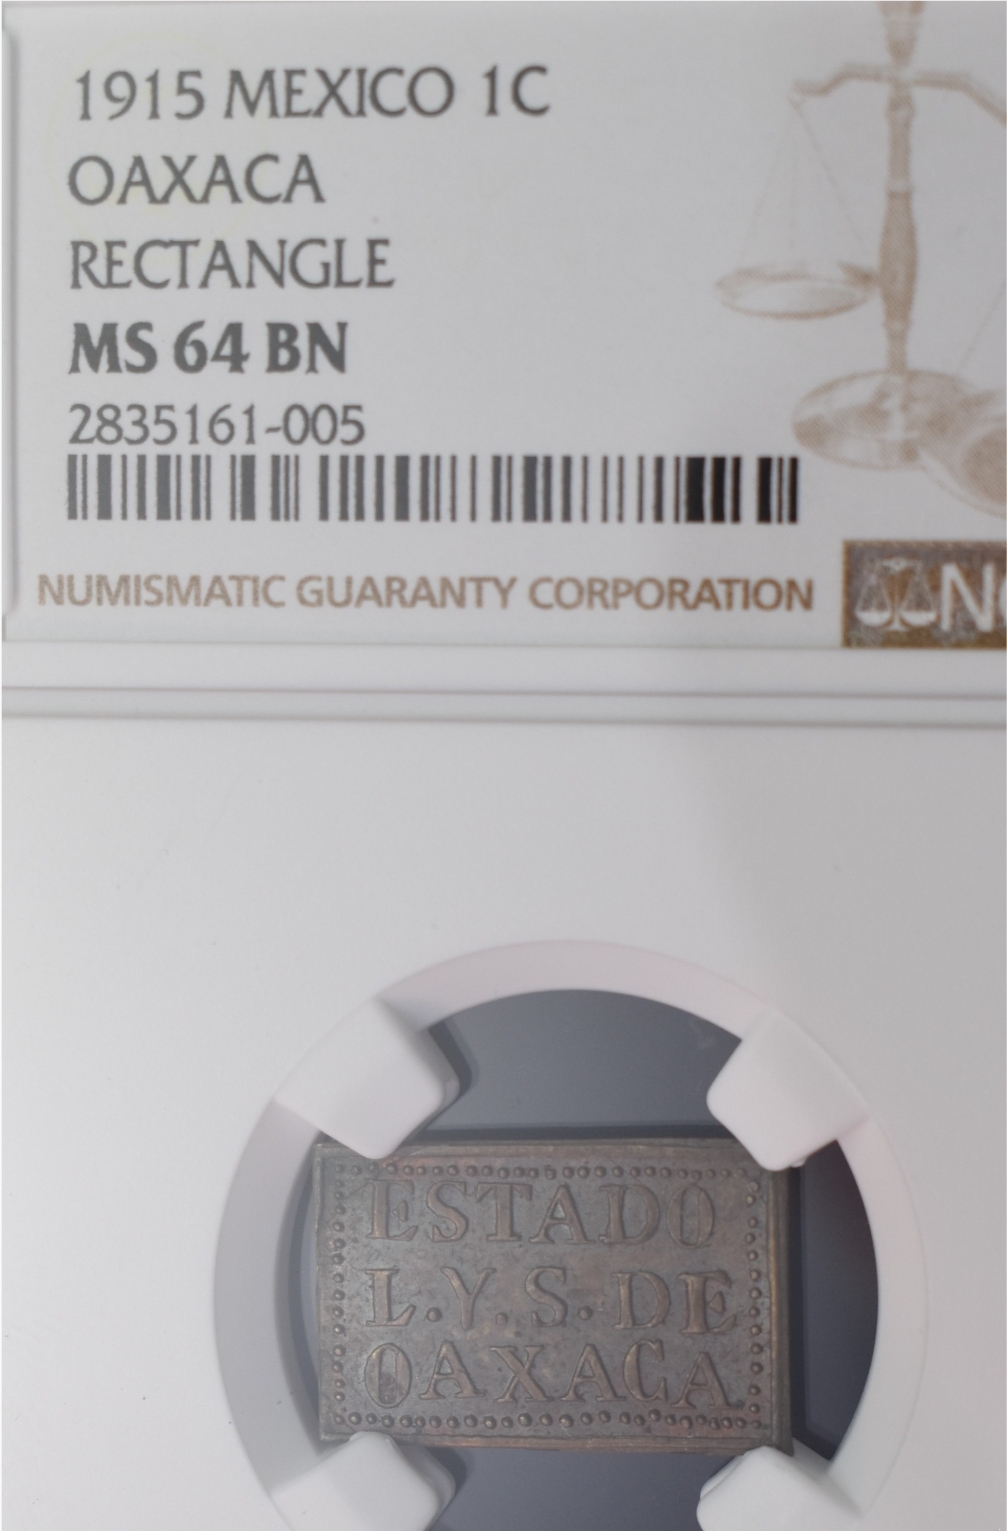 1915 MEXICO 1C
OAXACA
RECTANGLE
MS 64 BN
2835161-005
NUMISMATIC GUARANTY CORPORATION
ESTADO
L.Y.S. DE
OAXACA